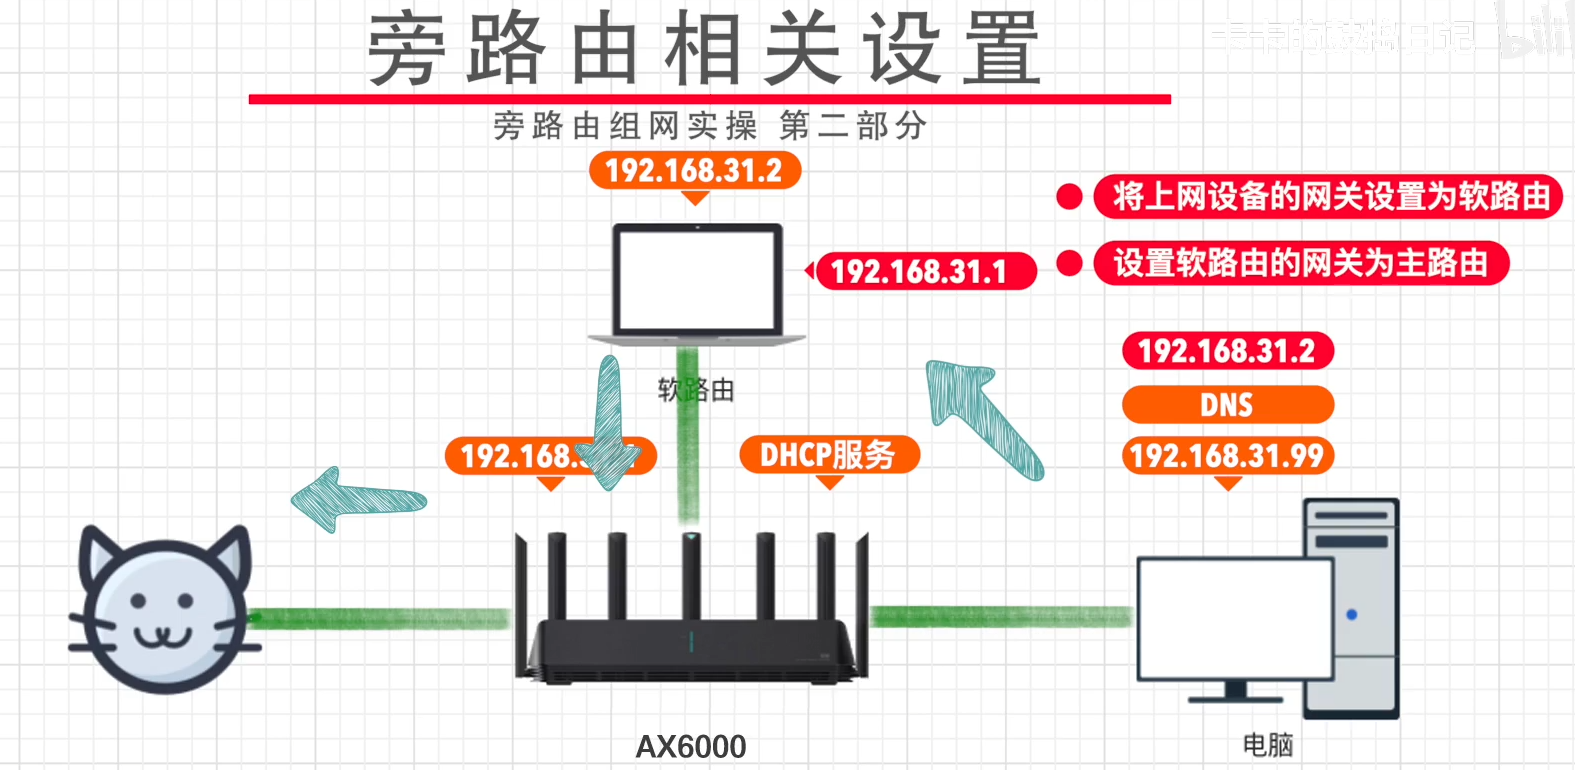 旁路由相关设置
旁路由组网实操 第二部分
192.168.31.2
将上网设备的网关设置为软路由
192.168.31.1
设置软路由的网关为主路由
192.168.31.2
软路由
DNS
192.168.
DHCP服务
192.168.31.99
AX6000
电脑